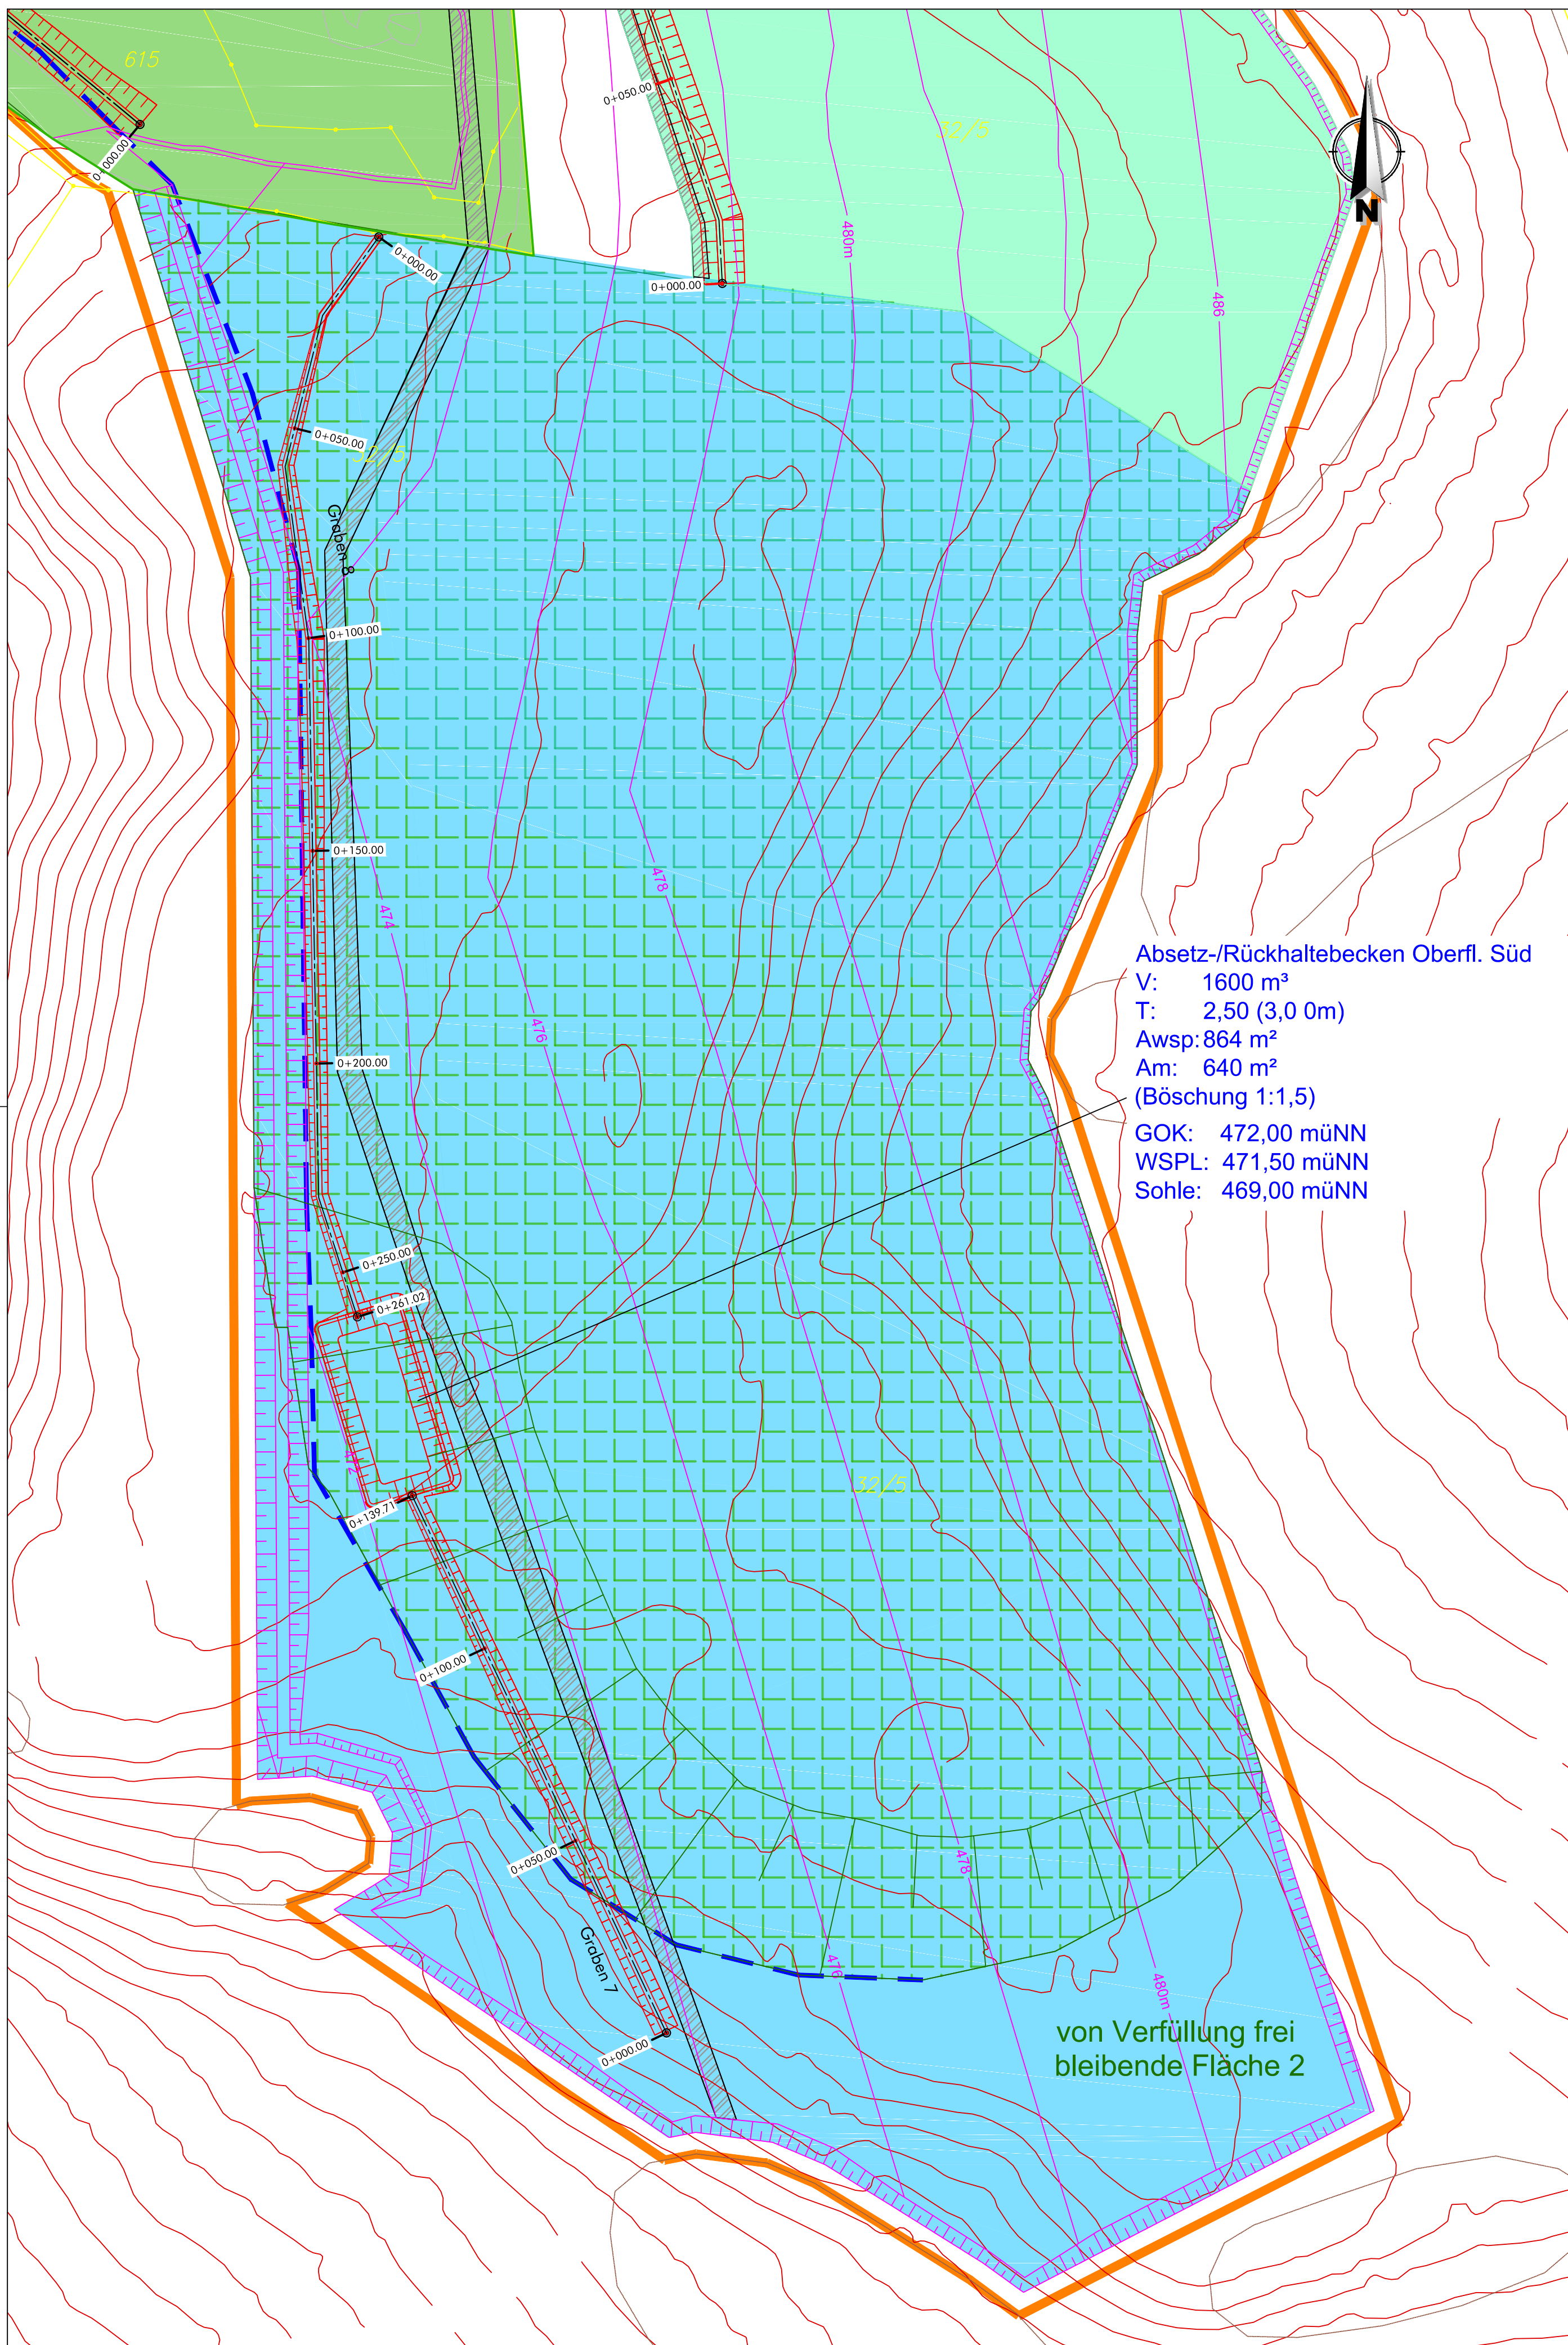 615
0+050.00
32/5
0+000.00
N
480m
0+000.00
0+000.00
486
0+050.00
32/5
Graben 8
0+100.00
0+150.00
478
474
Absetz-/Rückhaltebecken Oberfl. Süd
V: 1600 m³
T: 2,50 (3,0 0m)
Awsp: 864 m²
Am: 640 m²
(Böschung 1:1,5)
GOK: 472,00 müNN
WSPL: 471,50 müNN
Sohle: 469,00 müNN
476
0+200.00
0+250.00
0+261.02
472
32/5
0+139.71
0+100.00
0+050.00
478
Graben 7
476
480m
0+000.00
von Verfüllung frei
bleibende Fläche 2